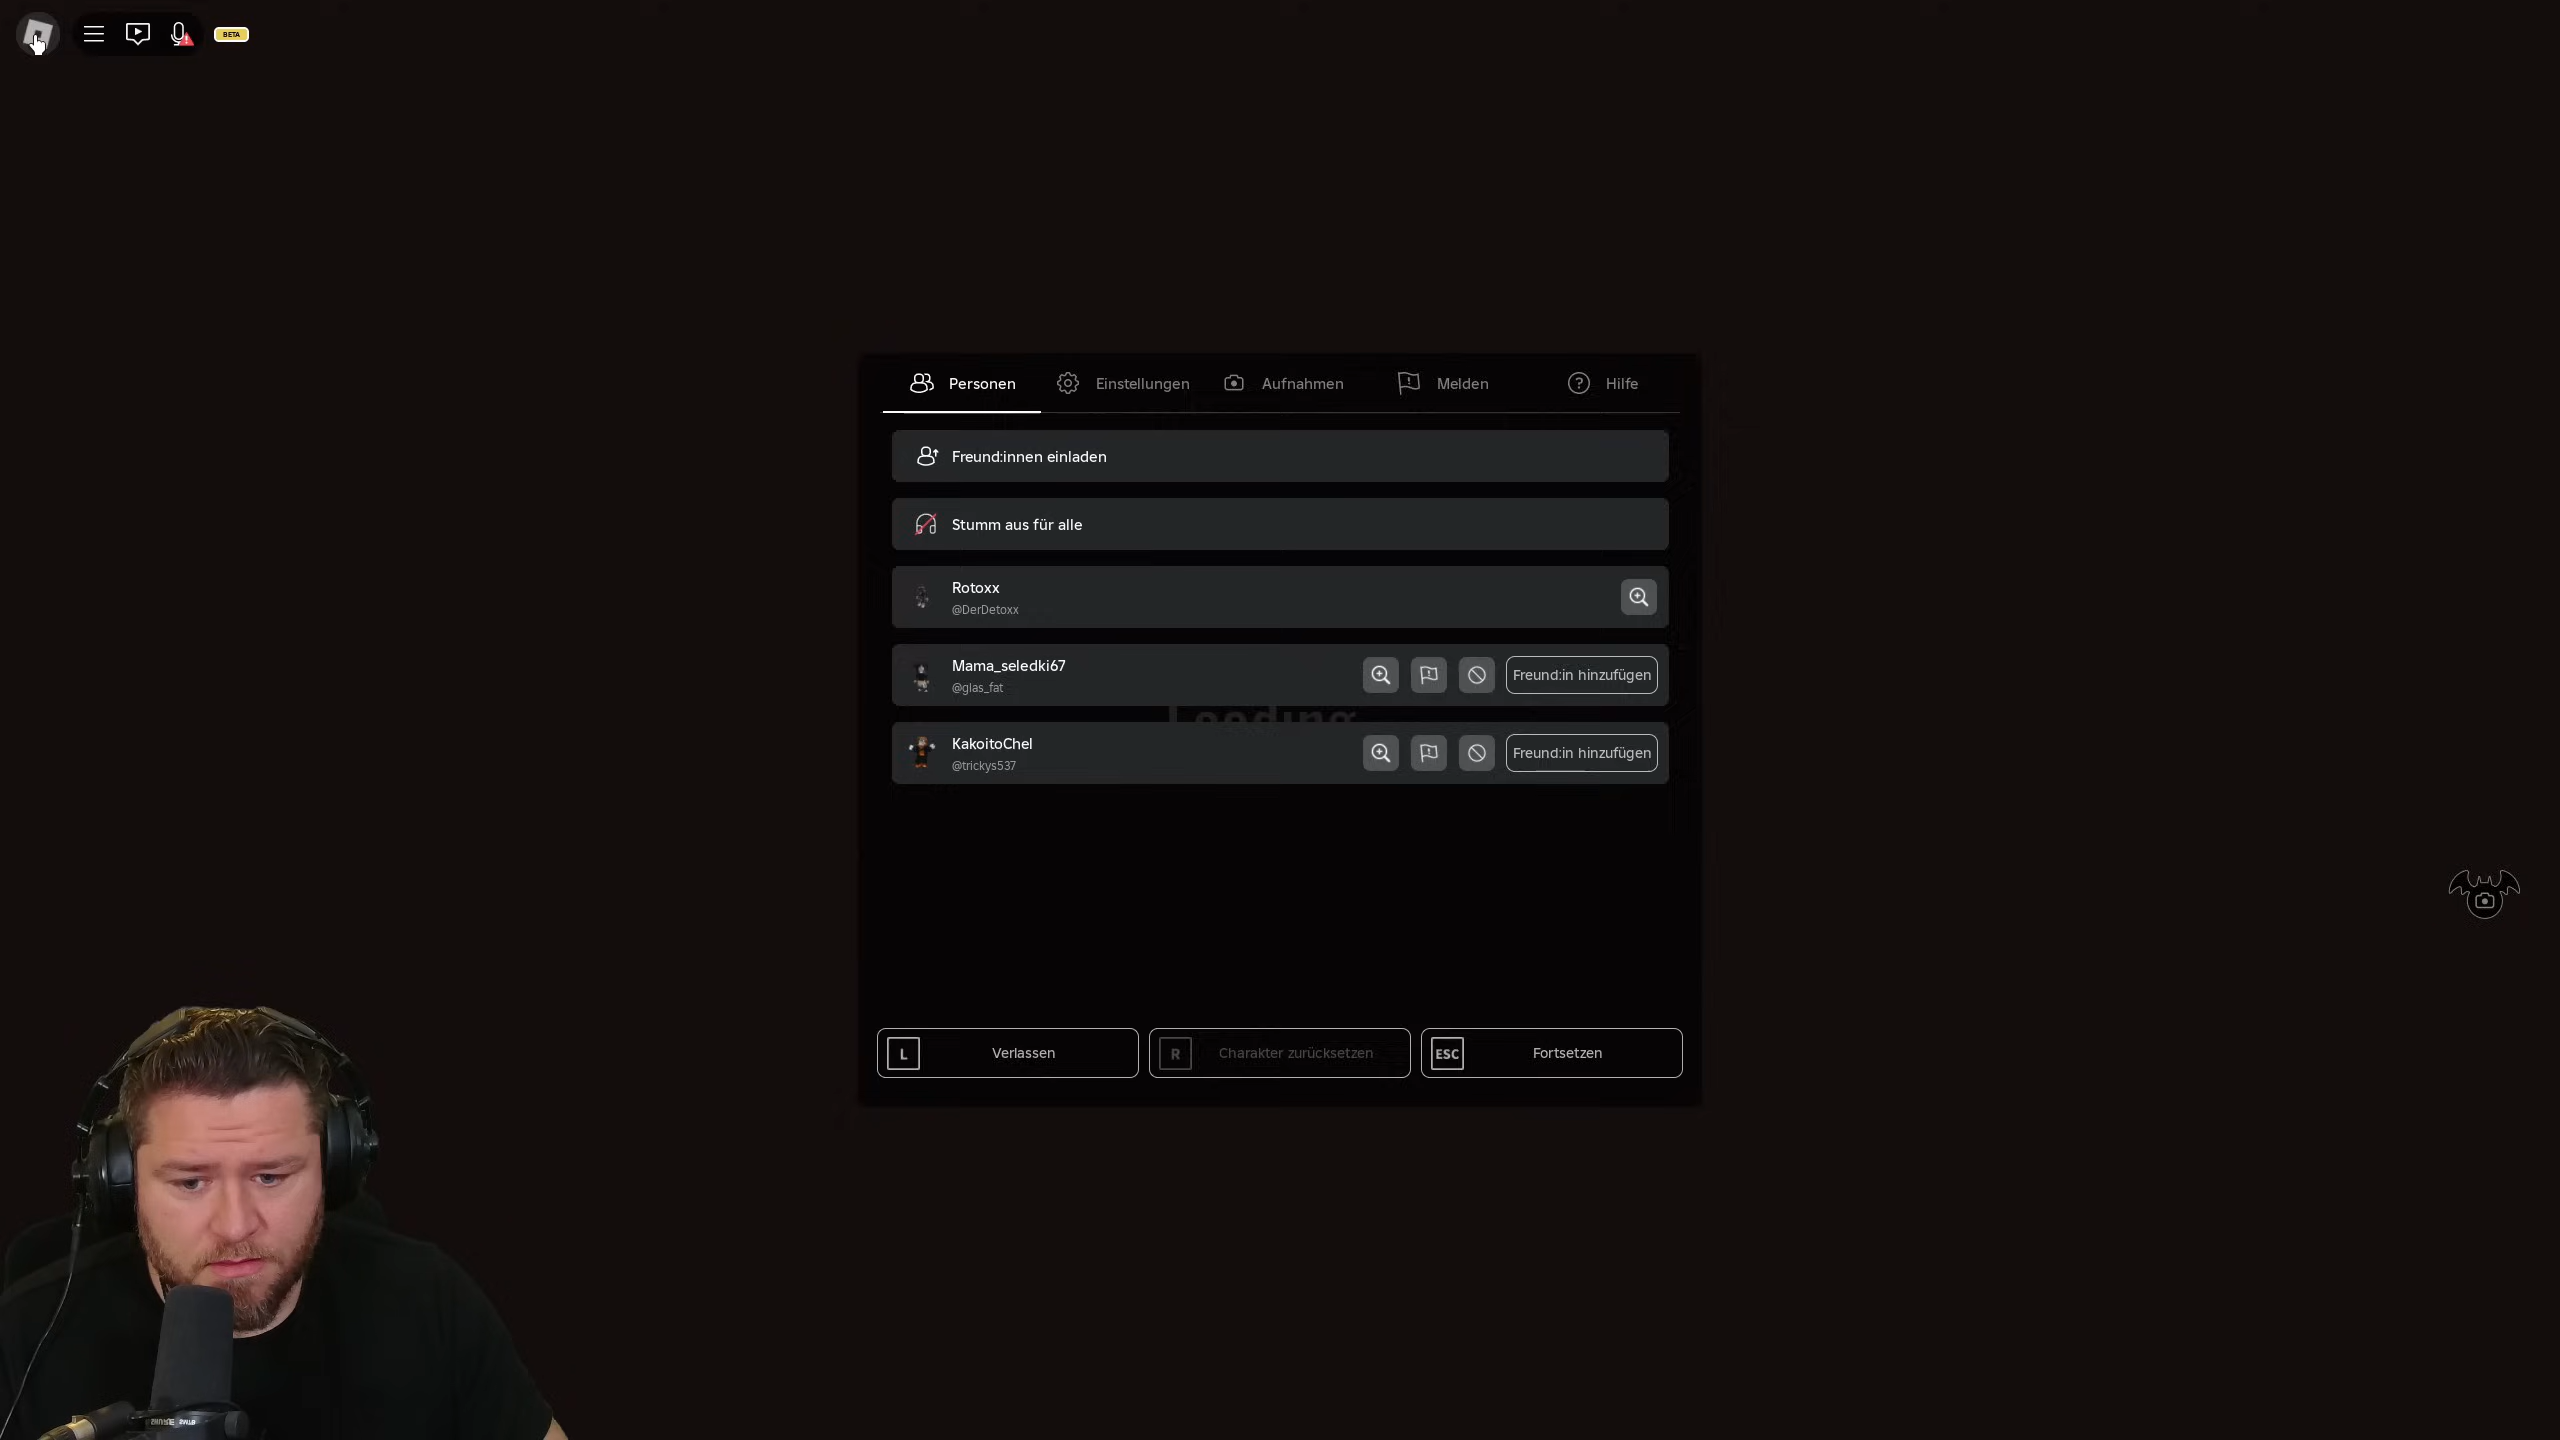 BETA
Personen
Einstellungen
Aufnahmen
Melden
Hilfe
Freund:innen einladen
Stumm aus für alle
Rotoxx
@DerDetoxx
Mama_seledki67
@glas_fat
Freund:in hinzufügen
Loading
KakoitoChel
@trickys537
Freund:in hinzufügen
L Verlassen
R Charakter zurücksetzen
ESC Fortsetzen